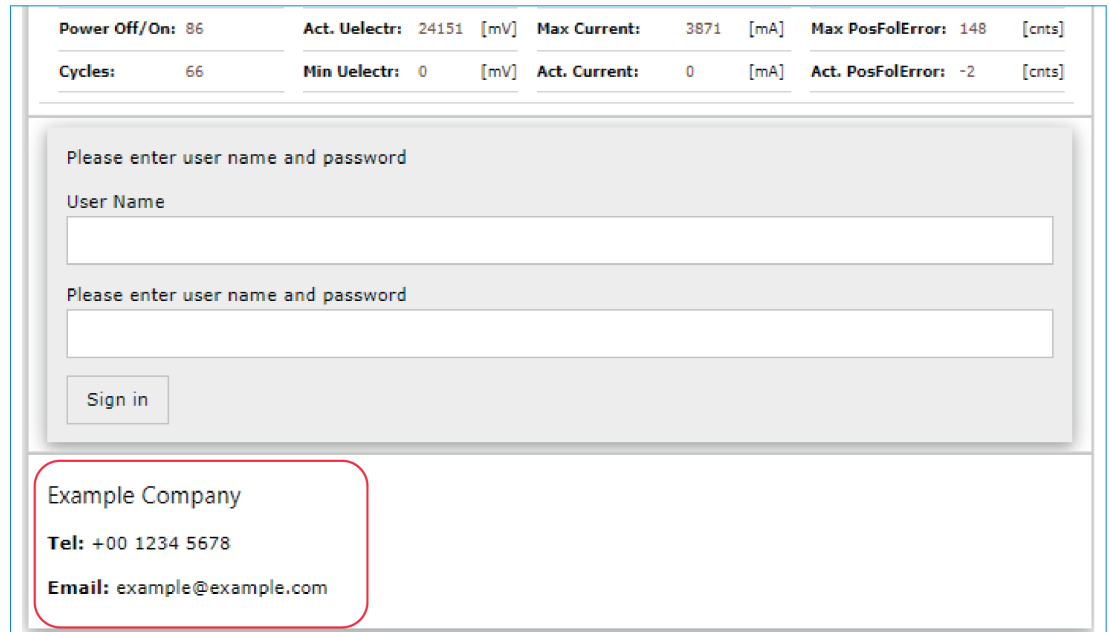 Power Off/On: 86 Act. Uelectr: 24151 [mV] Max Current: 3871 [mA] Max PosFolError: 148 [cnts]
Cycles: 66 Min Uelectr: 0 [mV] Act. Current: 0 [mA] Act. PosFolError: -2 [cnts]
Please enter user name and password
User Name
Please enter user name and password
Sign in
Example Company
Tel: +00 1234 5678
Email: example@example.com